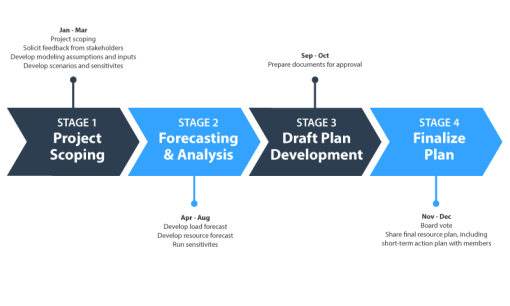 Jan - Mar
Project scoping
Solicit feedback from stakeholders
Develop modeling assumptions and inputs
Develop scenarios and sensitivites
Sep - Oct
Prepare documents for approval
STAGE 1
Project
Scoping
STAGE 2
Forecasting
& Analysis
STAGE 3
Draft Plan
Development
STAGE 4
Finalize
Plan
Apr - Aug
Develop load forecast
Develop resource forecast
Run sensitivites
Nov - Dec
Board vote
Share final resource plan, including
short-term action plan with members